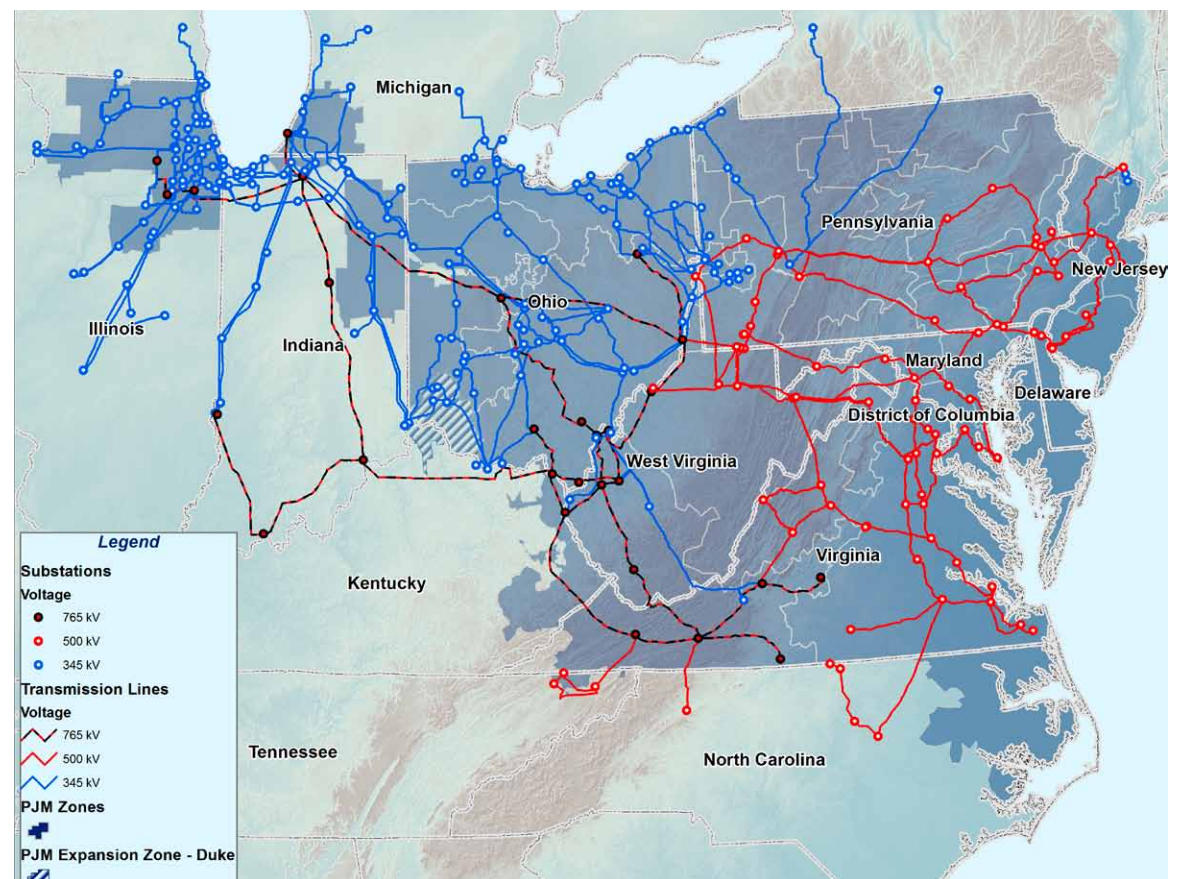 Michigan
Pennsylvania
New Jersey
Ohio
Illinois
Indiana
Maryland
Delaware
District of Columbia
West Virginia
Virginia
Kentucky
Tennessee
North Carolina
Legend
Substations
Voltage
765 kV
500 kV
345 kV
Transmission Lines
Voltage
765 kV
500 kV
345 kV
PJM Zones
PJM Expansion Zone - Duke